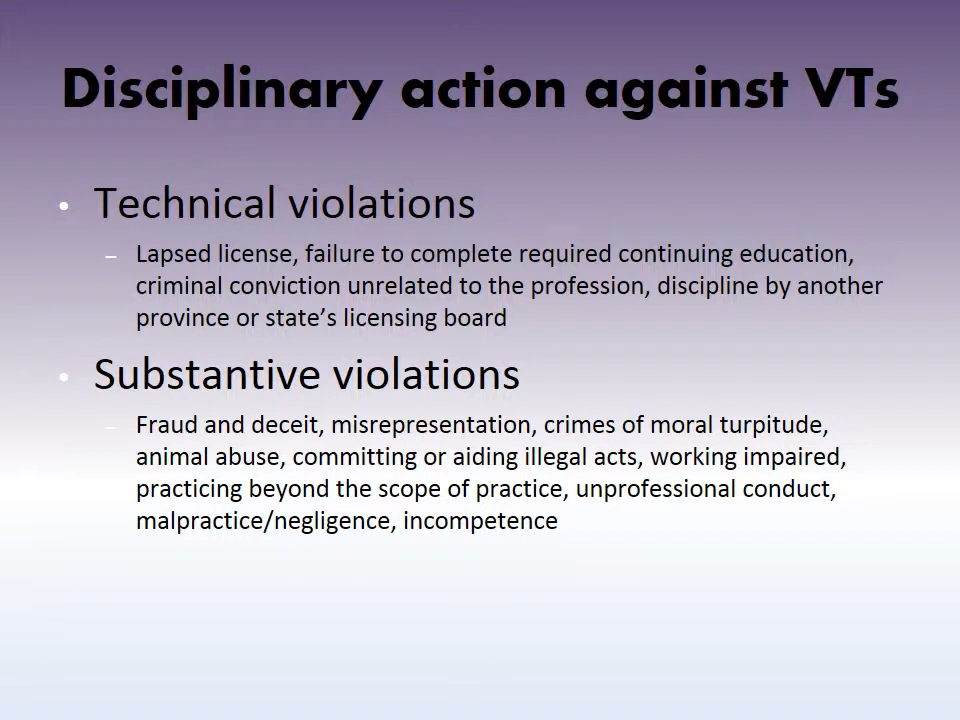 Disciplinary action against VTs
• Technical violations
– Lapsed license, failure to complete required continuing education,
criminal conviction unrelated to the profession, discipline by another
province or state’s licensing board
• Substantive violations
– Fraud and deceit, misrepresentation, crimes of moral turpitude,
animal abuse, committing or aiding illegal acts, working impaired,
practicing beyond the scope of practice, unprofessional conduct,
malpractice/negligence, incompetence